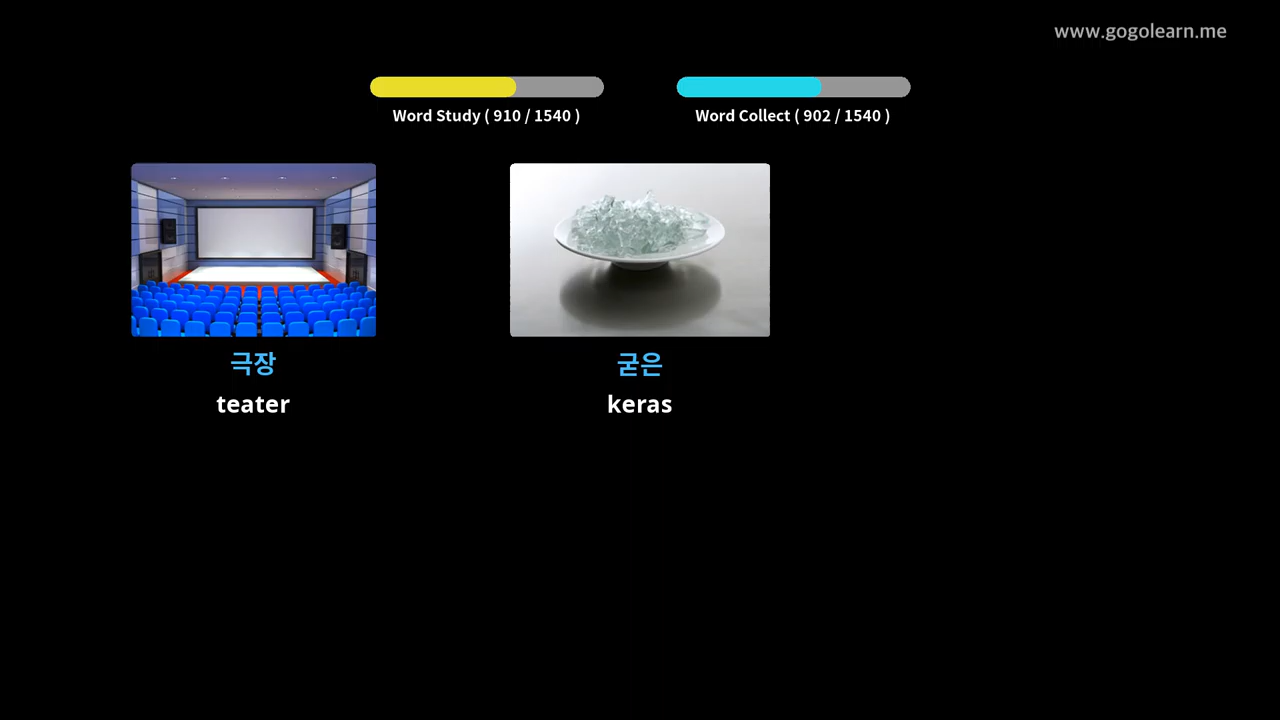 www.gogolearn.me
Word Study ( 910 / 1540 )
Word Collect ( 902 / 1540 )
극장
teater
굳은
keras